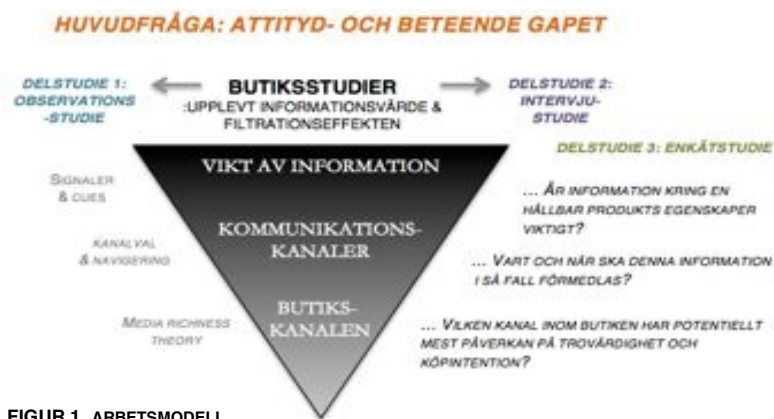 HUVUDFRÅGA: ATTITYD- OCH BETEENDE GAPET
DELSTUDIE 1:
OBSERVATIONS
-STUDIE
BUTIKSSTUDIER
:UPPLEVT INFORMATIONSVÄRDE &
FILTRATIONSEFFEKTEN
DELSTUDIE 2:
INTERVJU-
STUDIE
DELSTUDIE 3: ENKÄTSTUDIE
VIKT AV INFORMATION
SIGNALER
& CUES
... ÄR INFORMATION KRING EN
HÅLLBAR PRODUKTS EGENSKAPER
VIKTIGT?
KOMMUNIKATIONS-
KANALER
KANALVAL
& NAVIGERING
... VART OCH NÄR SKA DENNA INFORMATION
I SÅ FALL FÖRMEDLAS?
BUTIKS-
KANALEN
MEDIA RICHNESS
THEORY
... VILKEN KANAL INOM BUTIKEN HAR POTENTIELLT
MEST PÅVERKAN PÅ TROVÄRDIGHET OCH
KÖPINTENTION?
FIGUR 1. ARBETSMODELL